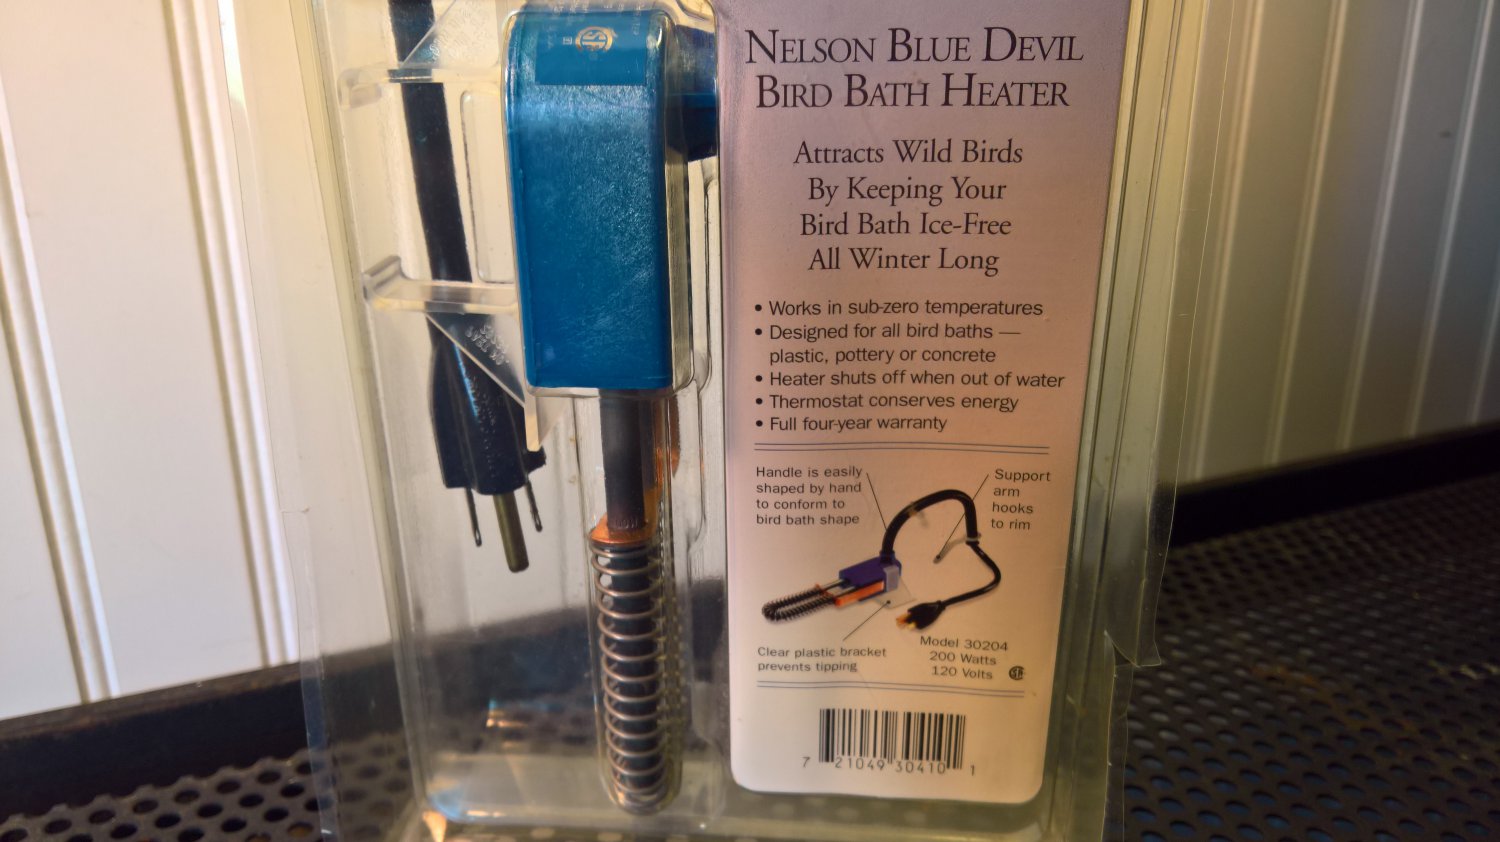 NELSON BLUE DEVIL
BIRD BATH HEATER
Attracts Wild Birds
By Keeping Your
Bird Bath Ice-Free
All Winter Long
• Works in sub-zero temperatures
• Designed for all bird baths —
plastic, pottery or concrete
• Heater shuts off when out of water
• Thermostat conserves energy
• Full four-year warranty
Handle is easily
shaped by hand
to conform to
bird bath shape
Support
arm
hooks
to rim
Clear plastic bracket
prevents tipping
Model 30204
200 Watts
120 Volts
7 21049 30410 1